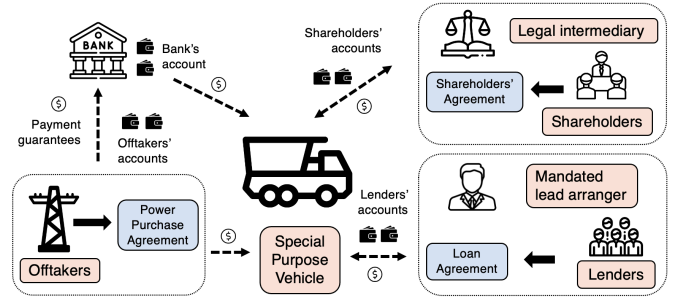 BANK
Bank's
account
$
Payment
guarantees
Offtakers'
accounts
$
Shareholders'
accounts
$
Legal intermediary
Shareholders'
Agreement
Shareholders
Offtakers
Power
Purchase
Agreement
$
Special
Purpose
Vehicle
Lenders'
accounts
$
Mandated
lead arranger
Loan
Agreement
Lenders